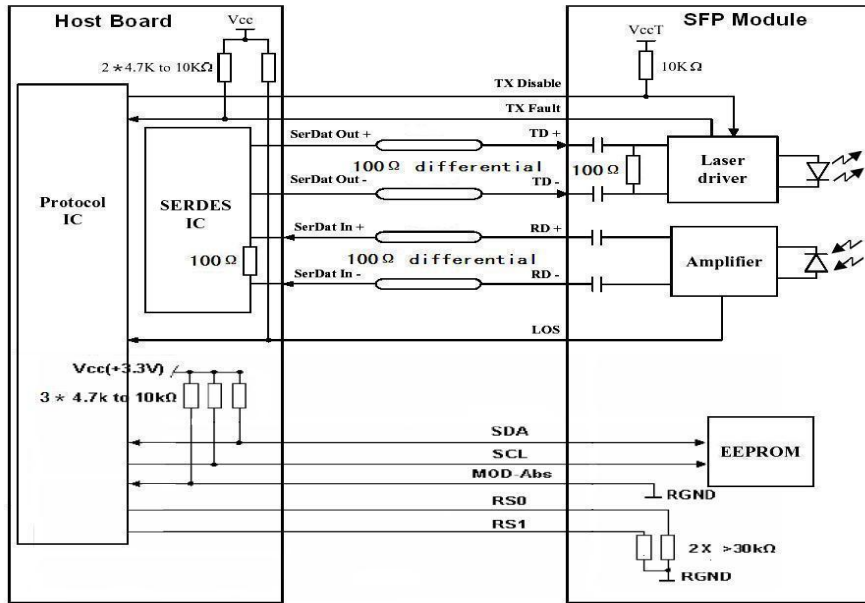 Host Board
Vcc
SFP Module
VccT
2 *4.7K to 10KΩ
10KΩ
TX Disable
TX Fault
SerDat Out +
TD +
100Ω differential
100Ω
Laser
driver
SerDat Out -
TD -
Protocol
IC
SERDES
IC
SerDat In +
RD +
100Ω
100Ω differential
Amplifier
SerDat In -
RD -
LOS
Vcc(+3.3V)
3 * 4.7k to 10kΩ
SDA
SCL
EEPROM
MOD-Abs
RGND
RS0
RS1
2X >30kΩ
RGND